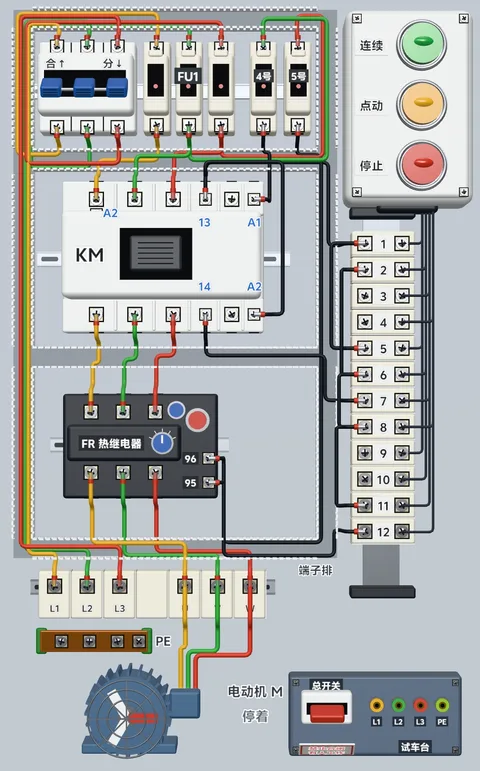 合↑ 分↓
FU1
4号
5号
连续
点动
停止
A2
13
A1
KM
14
A2
FR 热继电器
96
95
1
2
3
4
5
6
7
8
9
10
11
12
端子排
L1
L2
L3
PE
电动机 M
停着
总开关
L1
L2
L3
PE
试车台